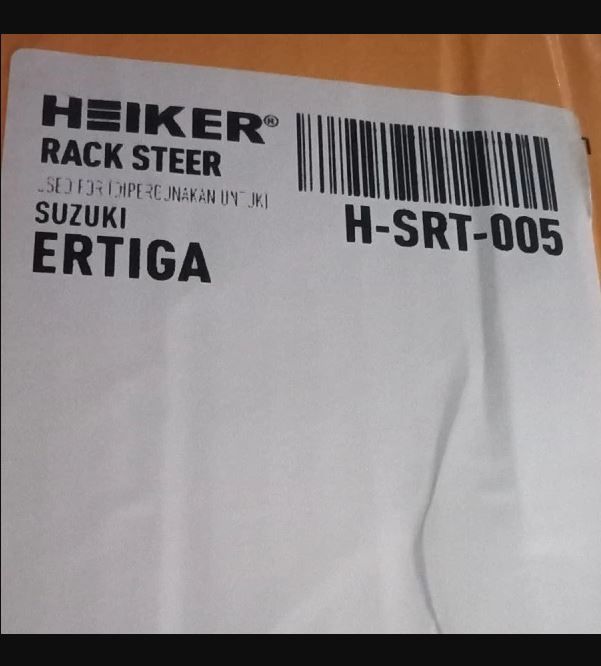 HEIKER®
RACK STEER
USED FOR (DIPERGUNAKAN UNTUK)
SUZUKI
ERTIGA
H-SRT-005